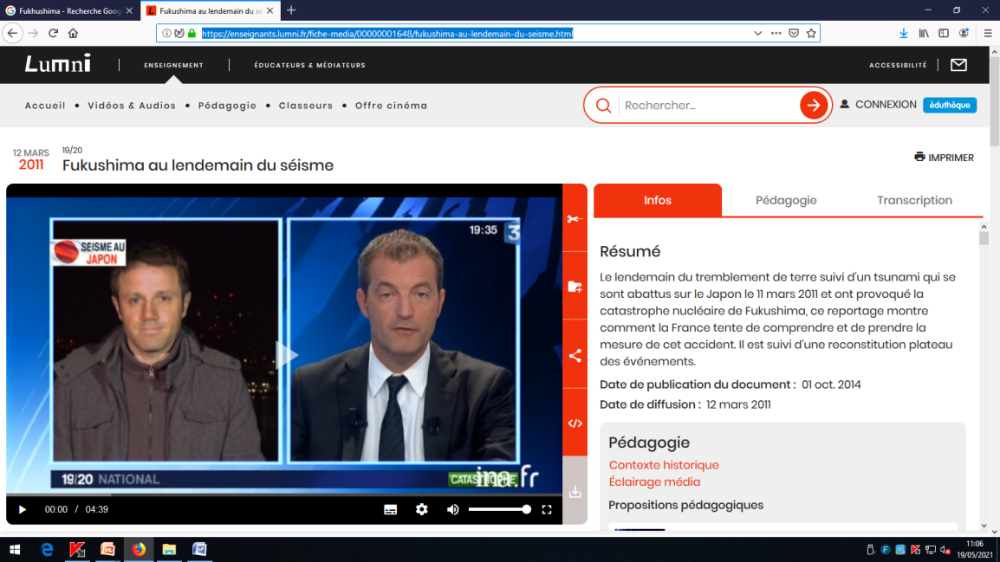 Fukhushima - Recherche Goog
Fukushima au lendemain du sé
https://enseignants.lumni.fr/fiche-media/00000001648/fukushima-au-lendemain-du-seisme.html
Lumni
ENSEIGNEMENT
ÉDUCATEURS & MÉDIATEURS
ACCESSIBILITÉ
Accueil • Vidéos & Audios • Pédagogie • Classeurs • Offre cinéma
Rechercher...
CONNEXION
éduthèque
12 MARS
2011
19/20
Fukushima au lendemain du séisme
IMPRIMER
SÉISME AU
JAPON
19:35 3
19/20 NATIONAL
CATASTROPHE
ina.fr
00:00 / 04:39
Infos
Pédagogie
Transcription
Résumé
Le lendemain du tremblement de terre suivi d'un tsunami qui se
sont abattus sur le Japon le 11 mars 2011 et ont provoqué la
catastrophe nucléaire de Fukushima, ce reportage montre
comment la France tente de comprendre et de prendre la
mesure de cet accident. Il est suivi d'une reconstitution plateau
des événements.
Date de publication du document : 01 oct. 2014
Date de diffusion : 12 mars 2011
Pédagogie
Contexte historique
Éclairage média
Propositions pédagogiques
11:06
19/05/2021